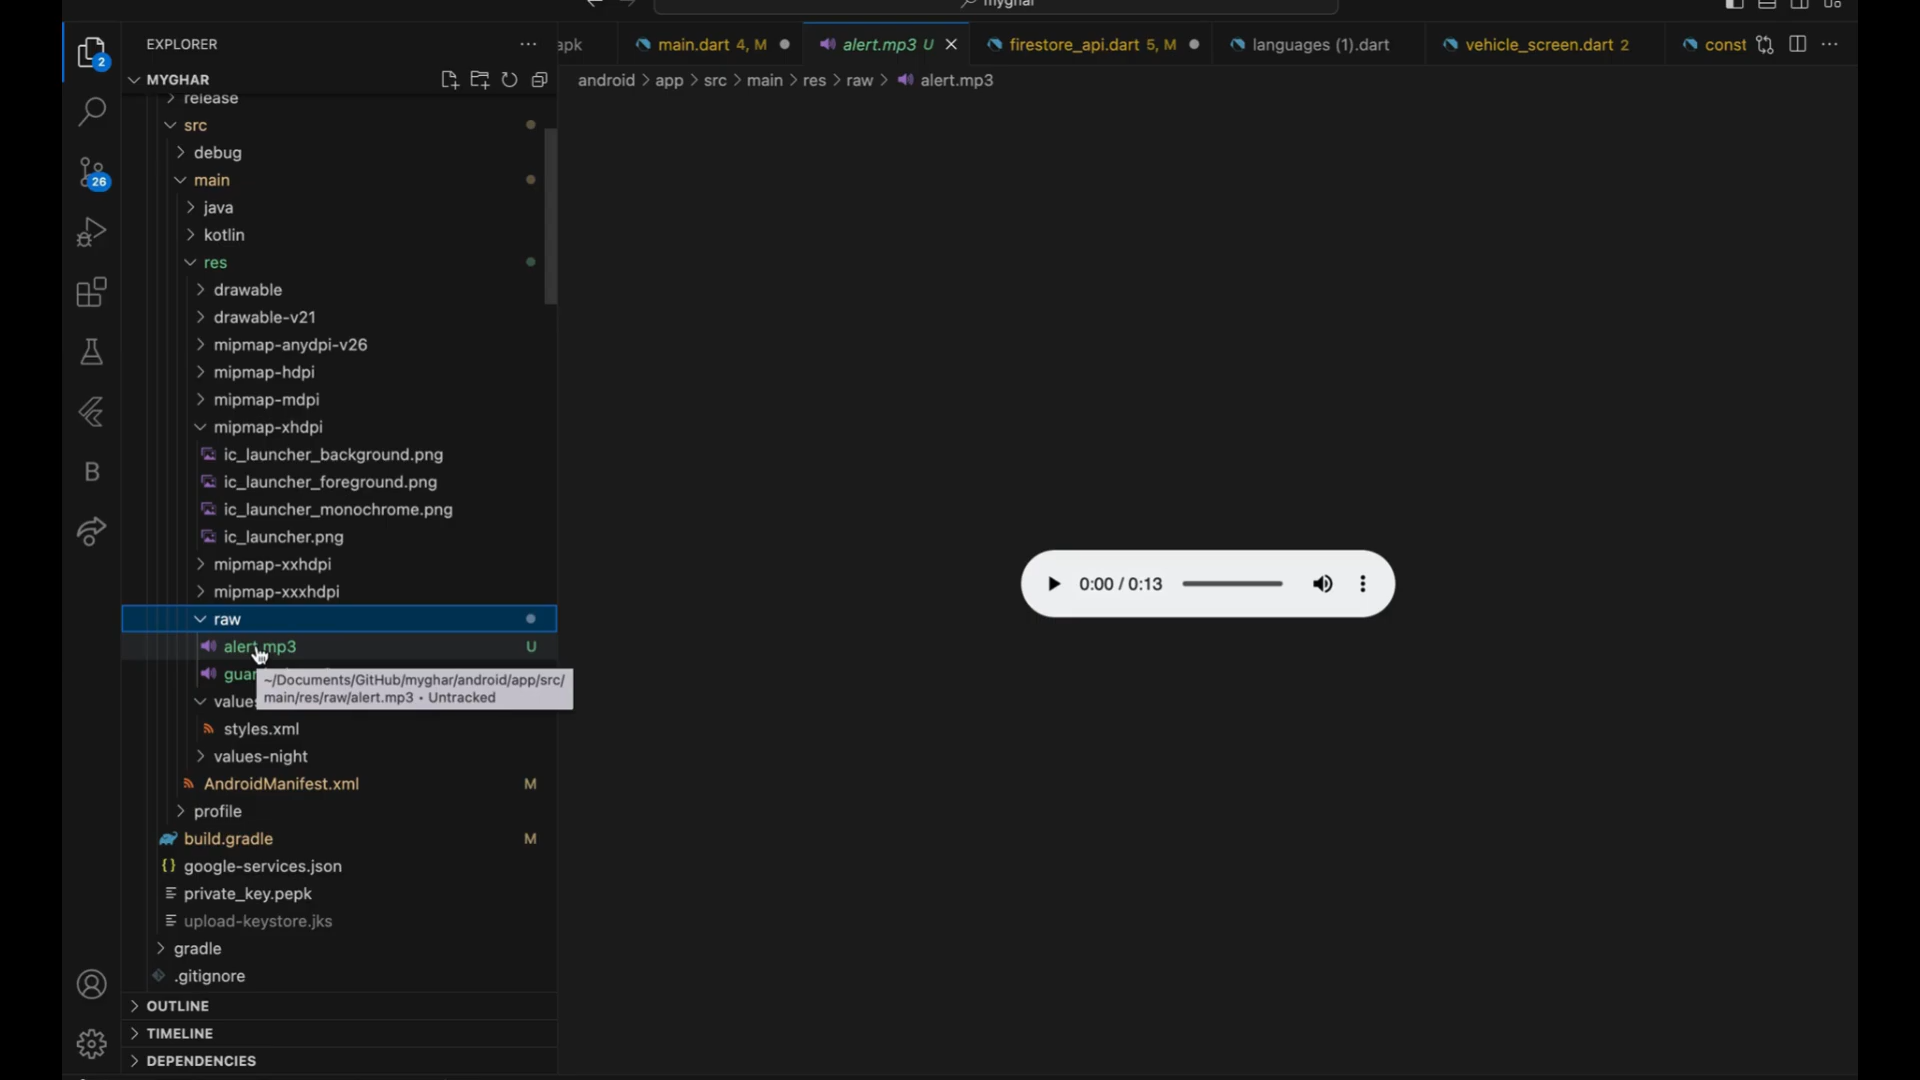 myghar
EXPLORER
apk
main.dart 4, M
alert.mp3 U
firestore_api.dart 5, M
languages (1).dart
vehicle_screen.dart 2
const
MYGHAR
android > app > src > main > res > raw > alert.mp3
release
src
debug
main
java
kotlin
res
drawable
drawable-v21
mipmap-anydpi-v26
mipmap-hdpi
mipmap-mdpi
mipmap-xhdpi
ic_launcher_background.png
ic_launcher_foreground.png
ic_launcher_monochrome.png
ic_launcher.png
mipmap-xxhdpi
mipmap-xxxhdpi
0:00 / 0:13
raw
alert.mp3 U
~/Documents/GitHub/myghar/android/app/src/
main/res/raw/alert.mp3 • Untracked
styles.xml
values-night
AndroidManifest.xml M
profile
build.gradle M
google-services.json
private_key.pepk
upload-keystore.jks
gradle
.gitignore
OUTLINE
TIMELINE
DEPENDENCIES
2
26
B